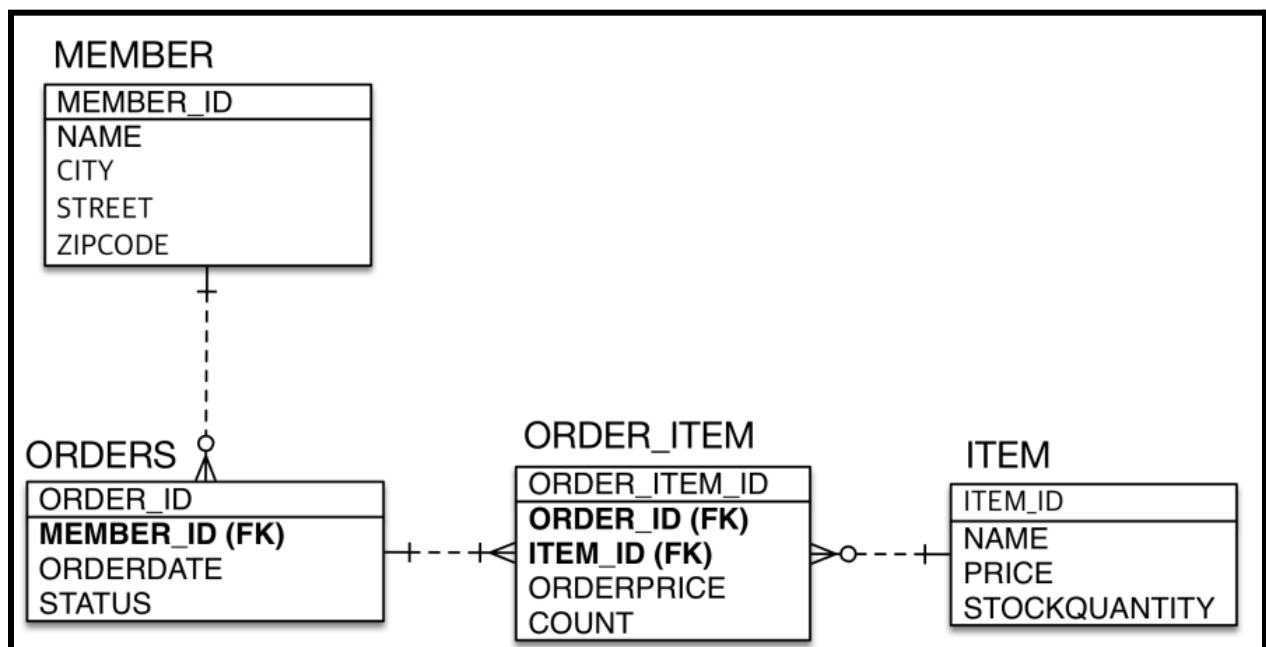 MEMBER
MEMBER_ID
NAME
CITY
STREET
ZIPCODE
ORDERS
ORDER_ID
MEMBER_ID (FK)
ORDERDATE
STATUS
ORDER_ITEM
ORDER_ITEM_ID
ORDER_ID (FK)
ITEM_ID (FK)
ORDERPRICE
COUNT
ITEM
ITEM_ID
NAME
PRICE
STOCKQUANTITY